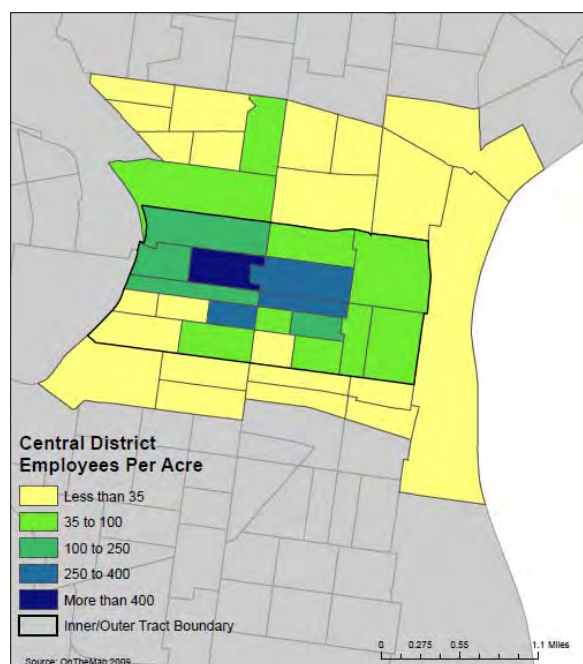 Central District
Employees Per Acre
Less than 35
35 to 100
100 to 250
250 to 400
More than 400
Inner/Outer Tract Boundary
0 0.275 0.55 1.1 Miles
Source: OnTheMap 2009